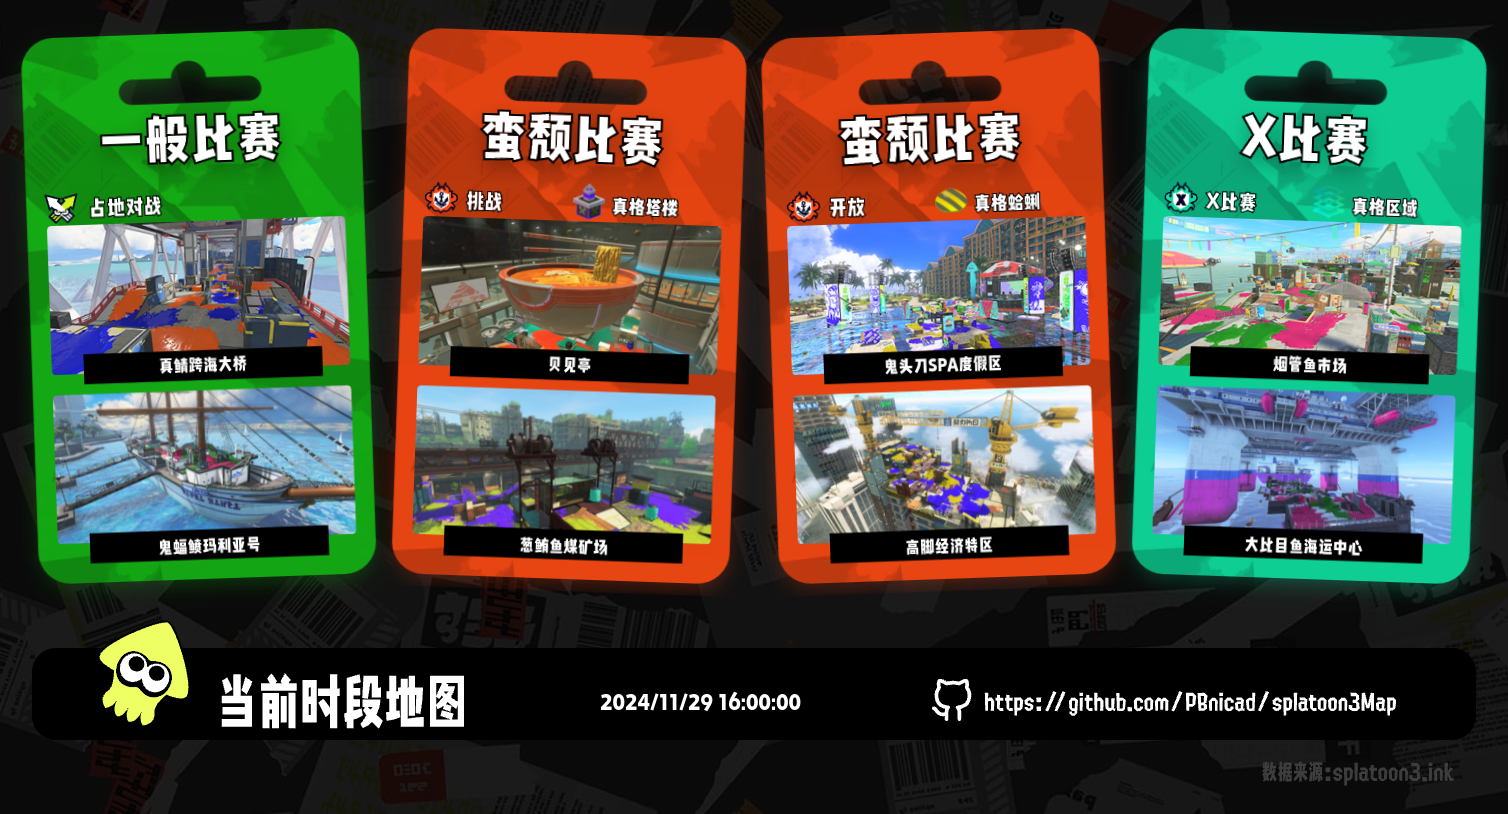 一般比赛
占地对战
真鲭跨海大桥
鬼蝠鲼玛利亚号
蛮颓比赛
挑战
真格塔楼
贝见亭
葱鲔鱼煤矿场
蛮颓比赛
开放
真格蛤蜊
鬼头刀SPA度假区
高脚经济特区
X比赛
X比赛
真格区域
烟管鱼市场
大比目鱼海运中心
当前时段地图
2024/11/29 16:00:00
https://github.com/PBnicad/splatoon3Map
数据来源:splatoon3.ink